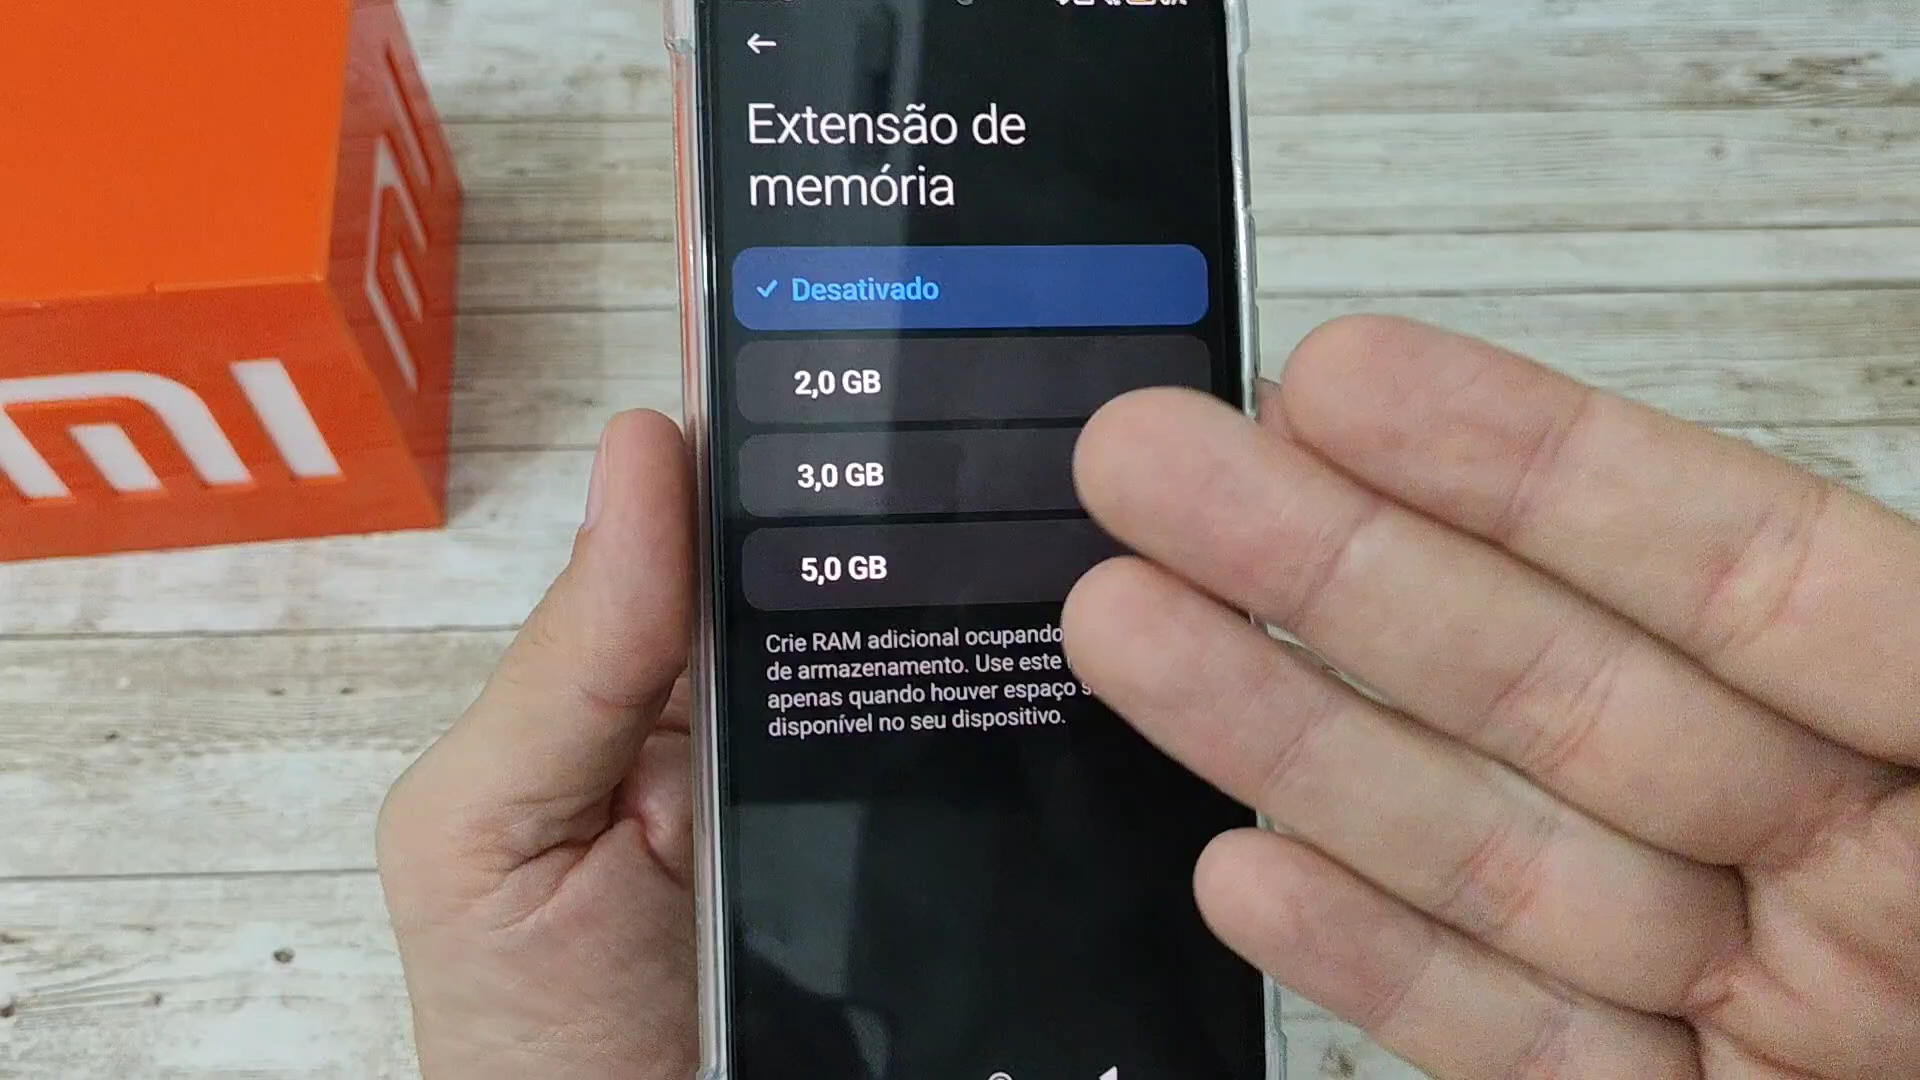 Extensão de
memória
Desativado
2,0 GB
3,0 GB
5,0 GB
Crie RAM adicional ocupando
de armazenamento. Use este
apenas quando houver espaço
disponível no seu dispositivo.